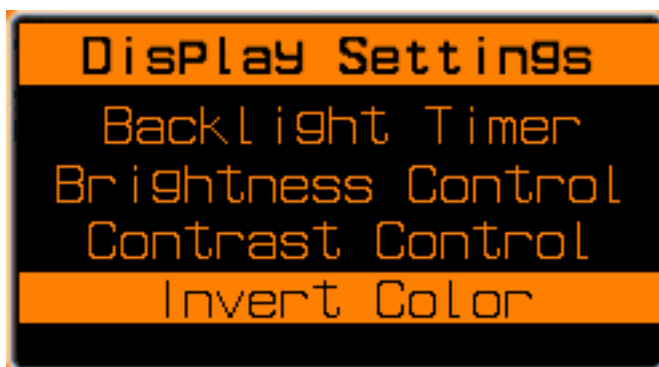 Display Settings
Backlight Timer
Brightness Control
Contrast Control
Invert Color